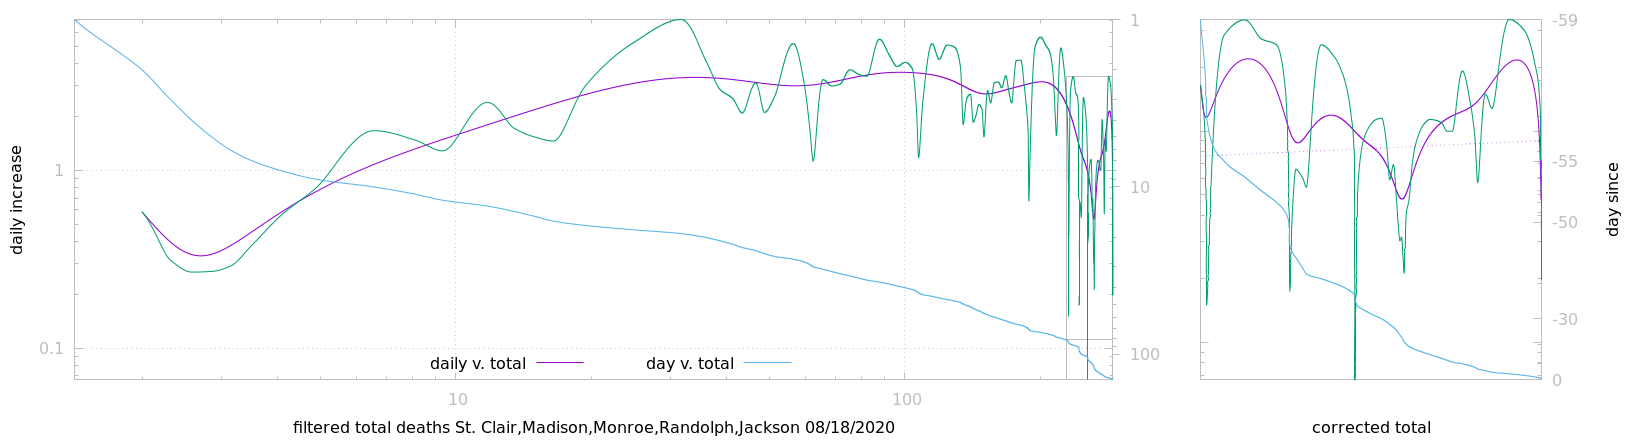 daily increase
1
0.1
10
100
1
10
100
daily v. total
day v. total
filtered total deaths St. Clair,Madison,Monroe,Randolph,Jackson 08/18/2020
-59
-55
-50
-30
0
day since
corrected total